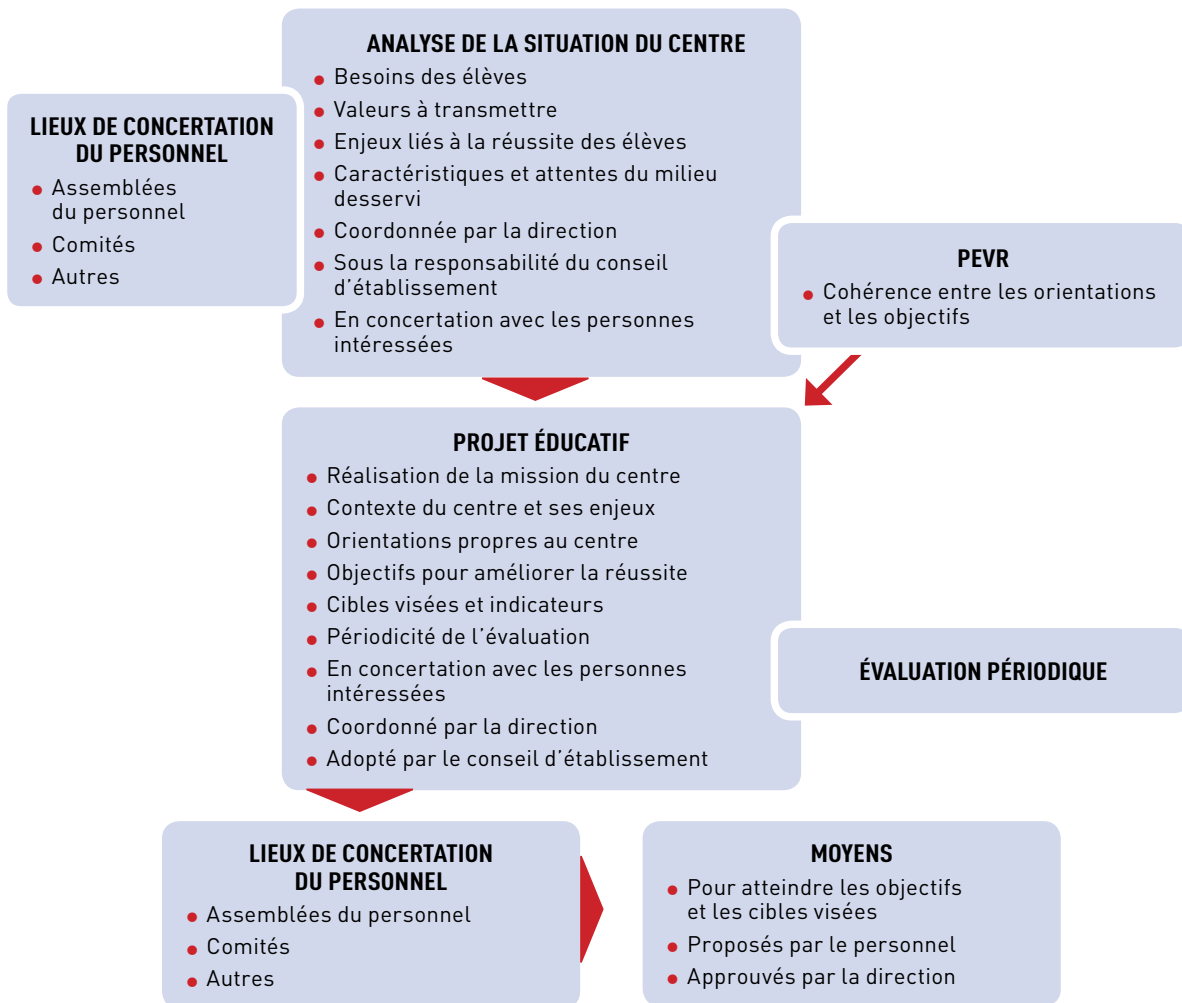 ANALYSE DE LA SITUATION DU CENTRE
• Besoins des élèves
• Valeurs à transmettre
• Enjeux liés à la réussite des élèves
• Caractéristiques et attentes du milieu
desservi
• Coordonnée par la direction
• Sous la responsabilité du conseil
d’établissement
• En concertation avec les personnes
intéressées
LIEUX DE CONCERTATION
DU PERSONNEL
• Assemblées
du personnel
• Comités
• Autres
PEVR
• Cohérence entre les orientations
et les objectifs
PROJET ÉDUCATIF
• Réalisation de la mission du centre
• Contexte du centre et ses enjeux
• Orientations propres au centre
• Objectifs pour améliorer la réussite
• Cibles visées et indicateurs
• Périodicité de l’évaluation
• En concertation avec les personnes
intéressées
• Coordonné par la direction
• Adopté par le conseil d’établissement
ÉVALUATION PÉRIODIQUE
LIEUX DE CONCERTATION
DU PERSONNEL
• Assemblées du personnel
• Comités
• Autres
MOYENS
• Pour atteindre les objectifs
et les cibles visées
• Proposés par le personnel
• Approuvés par la direction